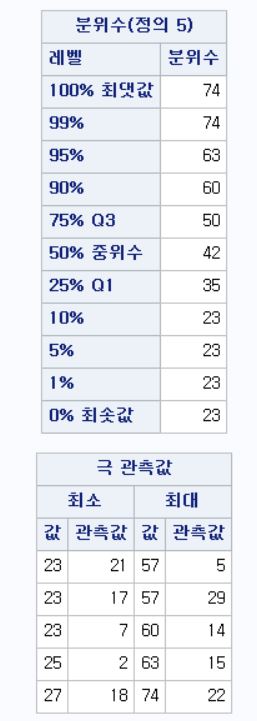 분위수(정의 5)
레벨 분위수
100% 최댓값 74
99% 74
95% 63
90% 60
75% Q3 50
50% 중위수 42
25% Q1 35
10% 23
5% 23
1% 23
0% 최솟값 23
극 관측값
최소 최대
값 관측값 값 관측값
23 21 57 5
23 17 57 29
23 7 60 14
25 2 63 15
27 18 74 22